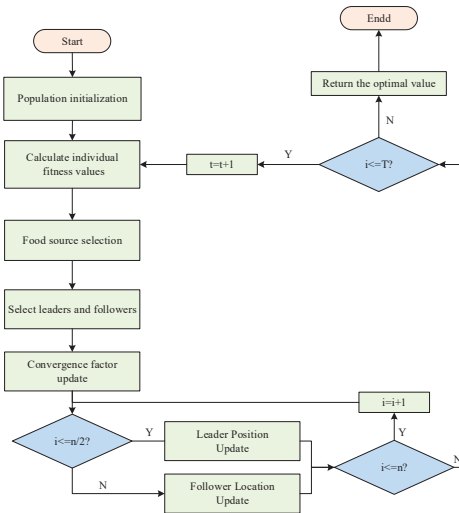 Start
Population initialization
Calculate individual
fitness values
Food source selection
Select leaders and followers
Convergence factor
update
i<=n/2?
Y
N
Leader Position
Update
Follower Location
Update
i<=n?
Y
N
i=i+1
i<=T?
Y
N
t=t+1
Return the optimal value
Endd